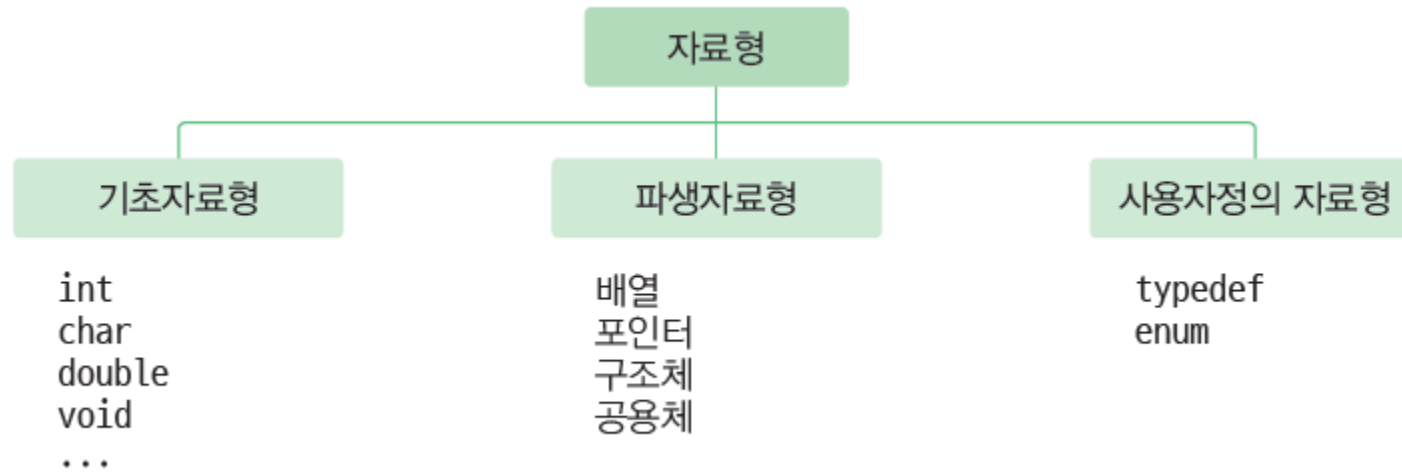 자료형
기초자료형
int
char
double
void
...
파생자료형
배열
포인터
구조체
공용체
사용자정의 자료형
typedef
enum